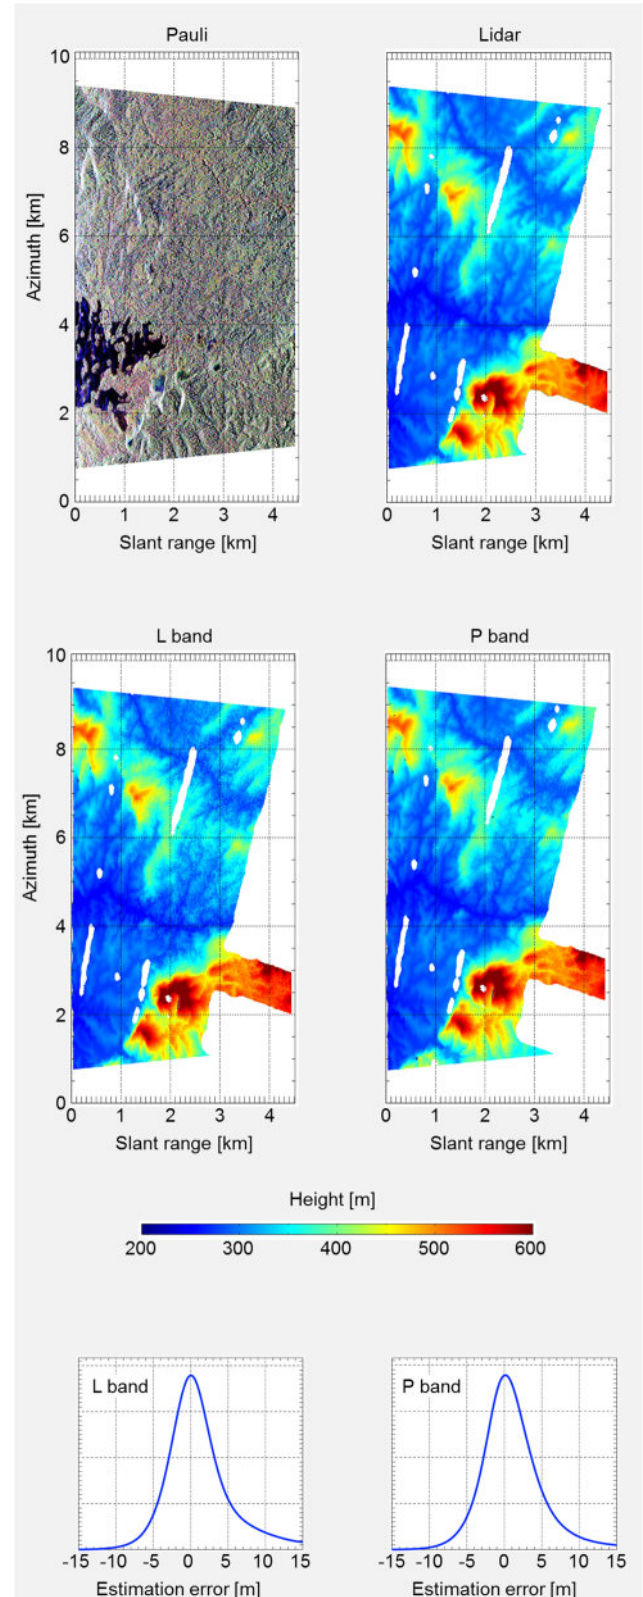 Pauli
Lidar
10
8
6
4
2
0
Azimuth [km]
0 1 2 3 4
0 1 2 3 4
Slant range [km]
Slant range [km]
L band
P band
10
8
6
4
2
0
Azimuth [km]
0 1 2 3 4
0 1 2 3 4
Slant range [km]
Slant range [km]
Height [m]
200 300 400 500 600
L band
P band
-15 -10 -5 0 5 10 15
-15 -10 -5 0 5 10 15
Estimation error [m]
Estimation error [m]